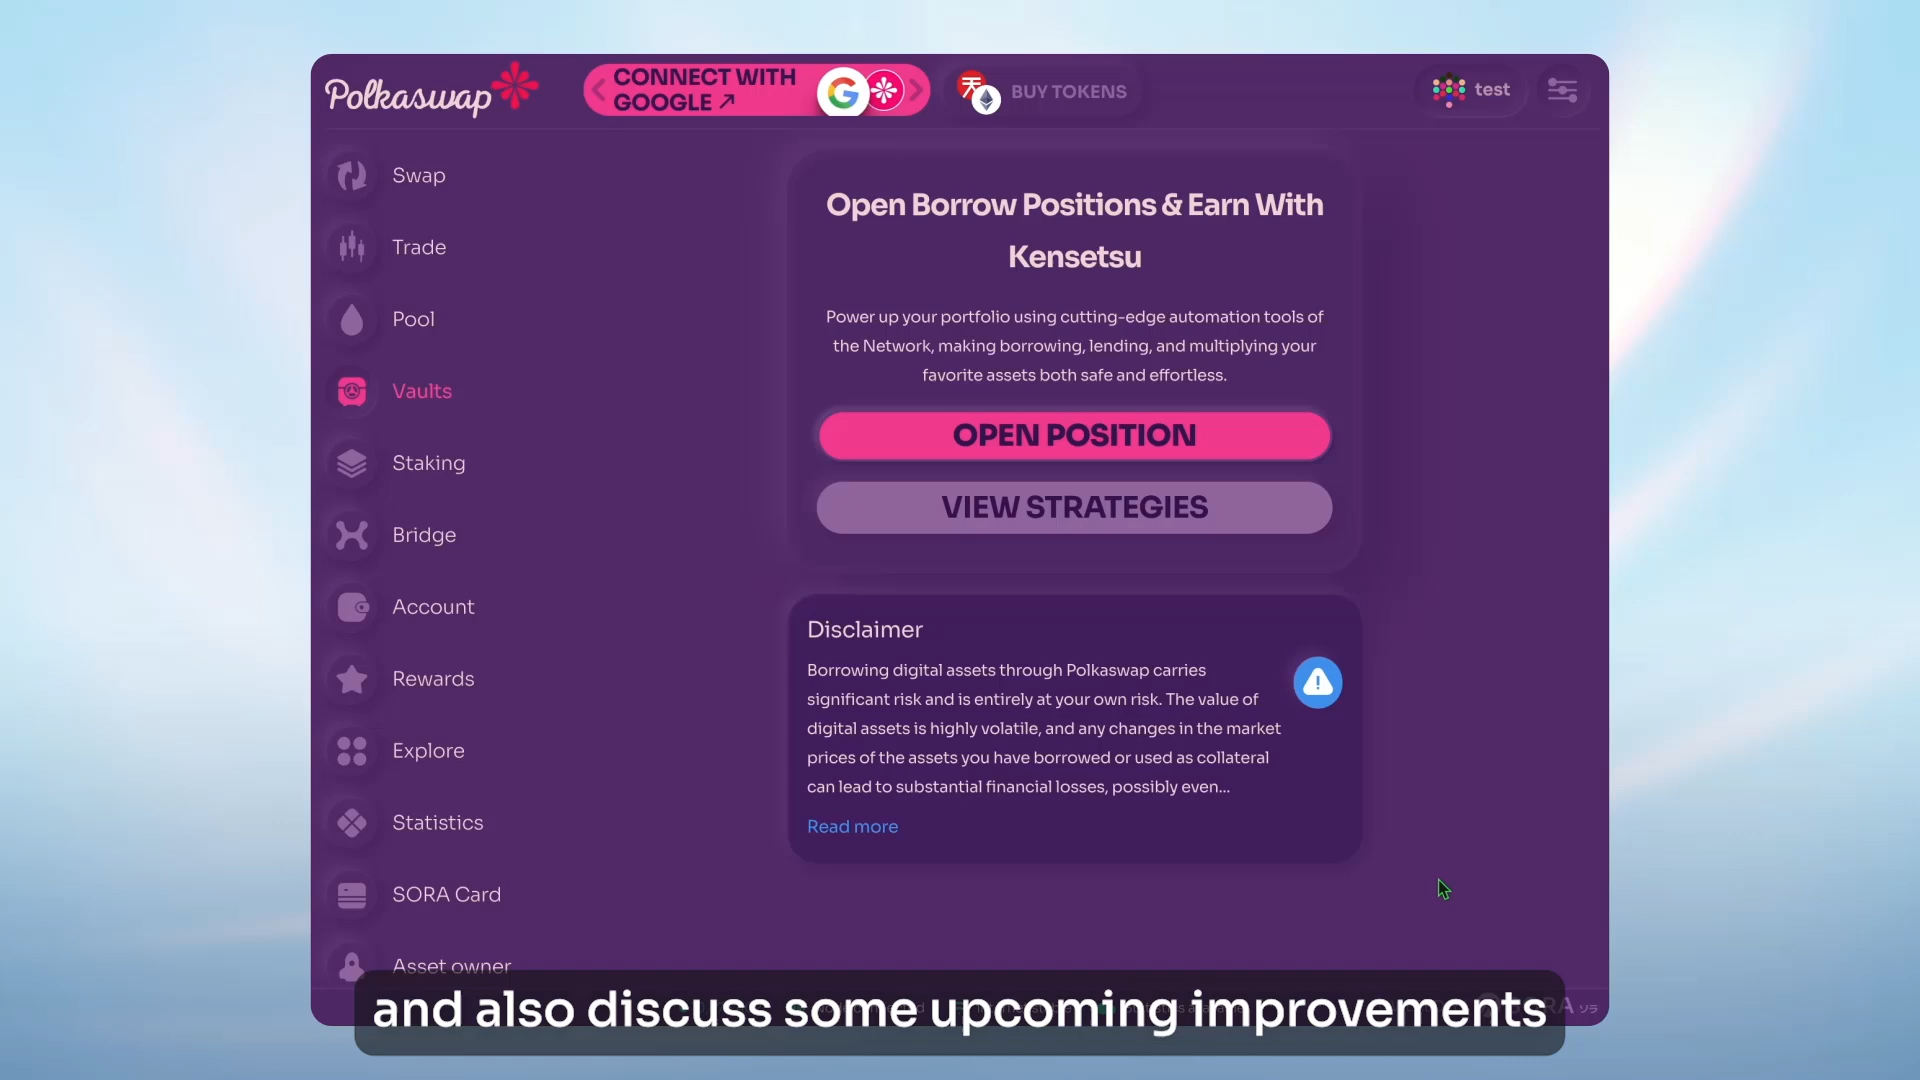 Polkaswap
CONNECT WITH
GOOGLE ↗
BUY TOKENS
test
Swap
Trade
Pool
Vaults
Staking
Bridge
Account
Rewards
Explore
Statistics
SORA Card
Asset owner
Open Borrow Positions & Earn With
Kensetsu
Power up your portfolio using cutting-edge automation tools of
the Network, making borrowing, lending, and multiplying your
favorite assets both safe and effortless.
OPEN POSITION
VIEW STRATEGIES
Disclaimer
Borrowing digital assets through Polkaswap carries
significant risk and is entirely at your own risk. The value of
digital assets is highly volatile, and any changes in the market
prices of the assets you have borrowed or used as collateral
can lead to substantial financial losses, possibly even...
Read more
and also discuss some upcoming improvements